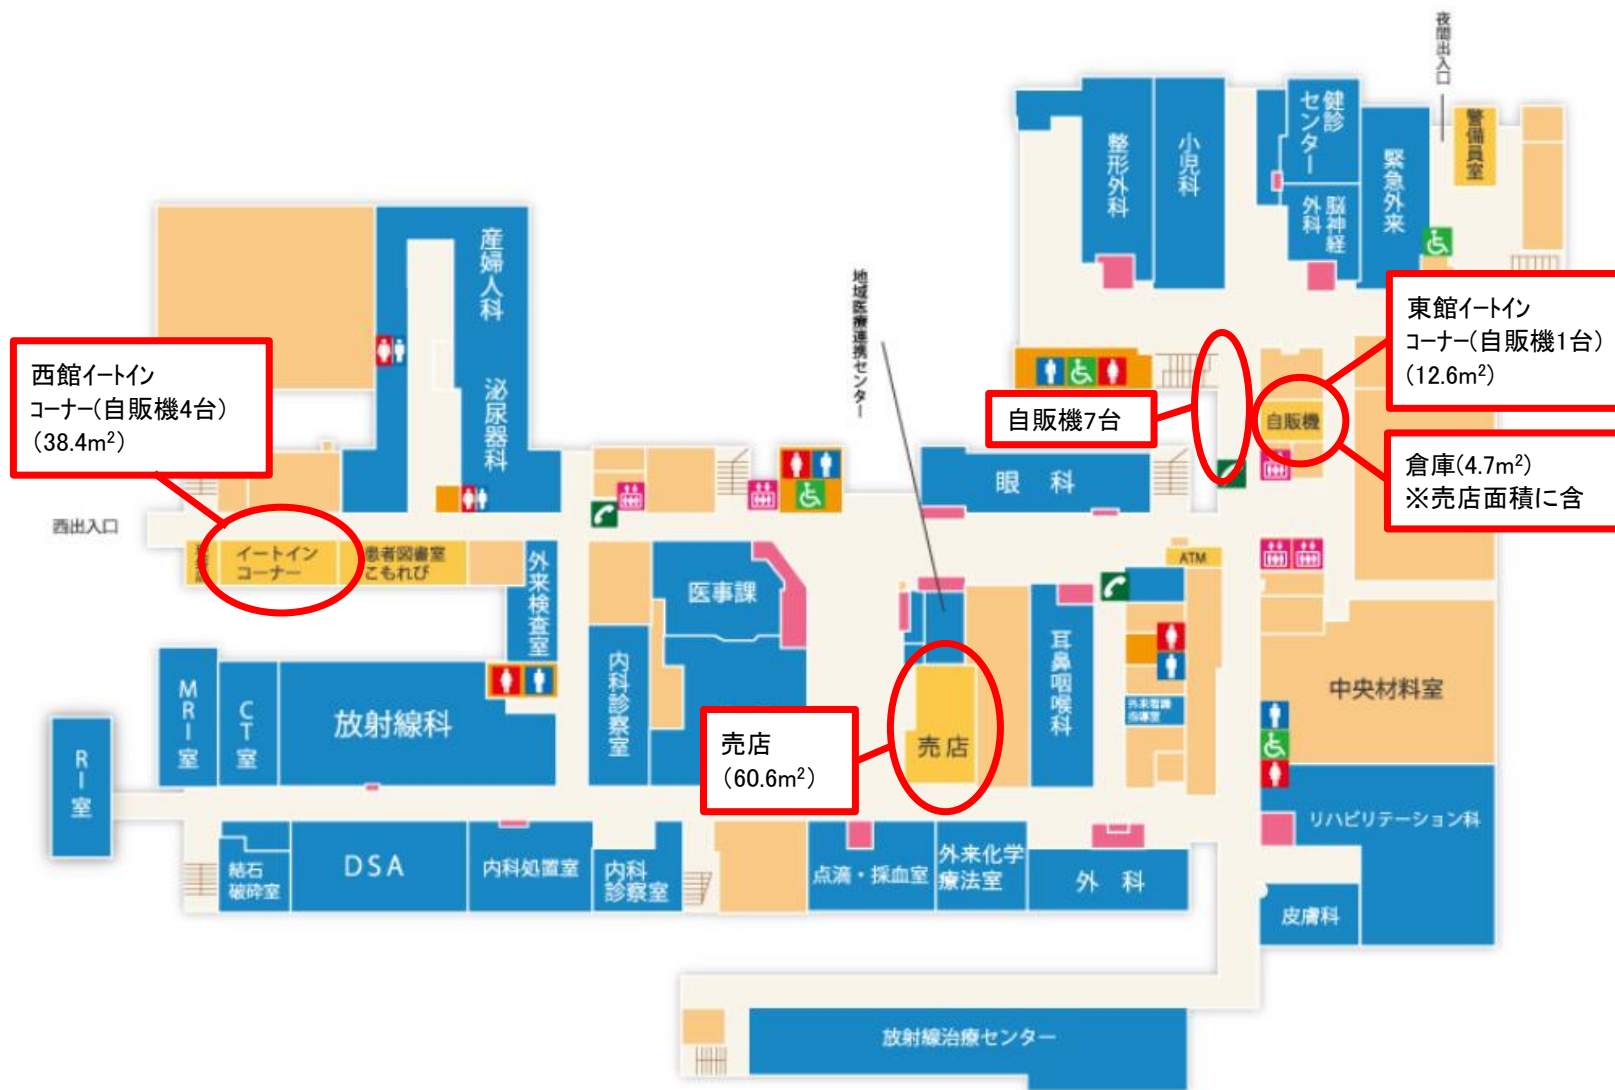 夜間出入口
警備員室
健診
センター
緊急外来
整形外科
小児科
脳神経
外科
産婦人科
地域医療連携センター
東館イートイン
コーナー(自販機1台)
(12.6m²)
西館イートイン
コーナー(自販機4台)
(38.4m²)
泌尿器科
自販機7台
自販機
倉庫(4.7m²)
※売店面積に含
眼 科
西出入口
イートイン
コーナー
患者図書室
こもれび
外来検査室
医事課
ATM
内科診察室
耳鼻咽喉科
MRI室
CT室
放射線科
RI室
売店
(60.6m²)
売店
外来看護
指導室
中央材料室
リハビリテーション科
結石
破砕室
DSA
内科処置室
内科
診察室
点滴・採血室
外来化学
療法室
外 科
皮膚科
放射線治療センター